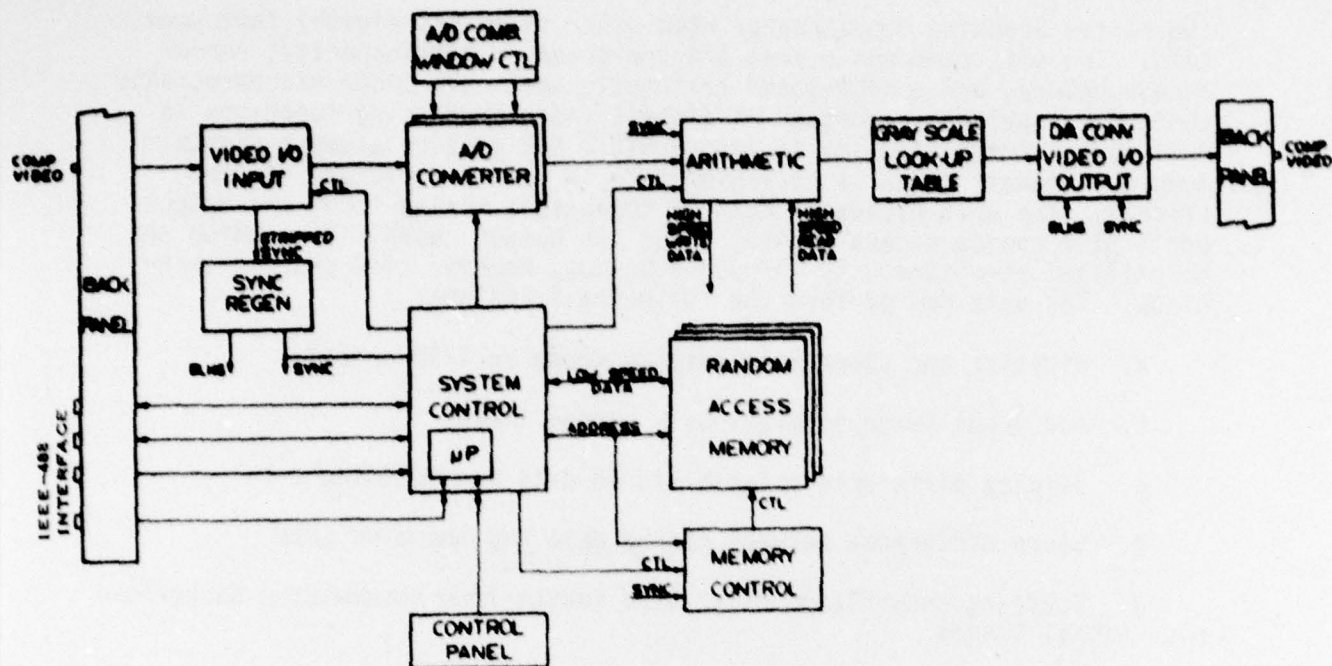 A/D COMB.
WINDOW CTL
COMP
VIDEO
VIDEO I/O
INPUT
CTL
A/D
CONVERTER
SYNC
CTL
ARITHMETIC
GRAY SCALE
LOOK-UP
TABLE
D/A CONV
VIDEO I/O
OUTPUT
BLNG
SYNC
BACK
PANEL
COMP
VIDEO
HIGH
SPEED
WRITE
DATA
HIGH
SPEED
READ
DATA
STRIPPED
SYNC
SYNC
REGEN
BLNG
SYNC
BACK
PANEL
IEEE-488
INTERFACE
SYSTEM
CONTROL
μP
LOW SPEED
DATA
ADDRESS
RANDOM
ACCESS
MEMORY
CTL
CTL
SYNC
MEMORY
CONTROL
CONTROL
PANEL